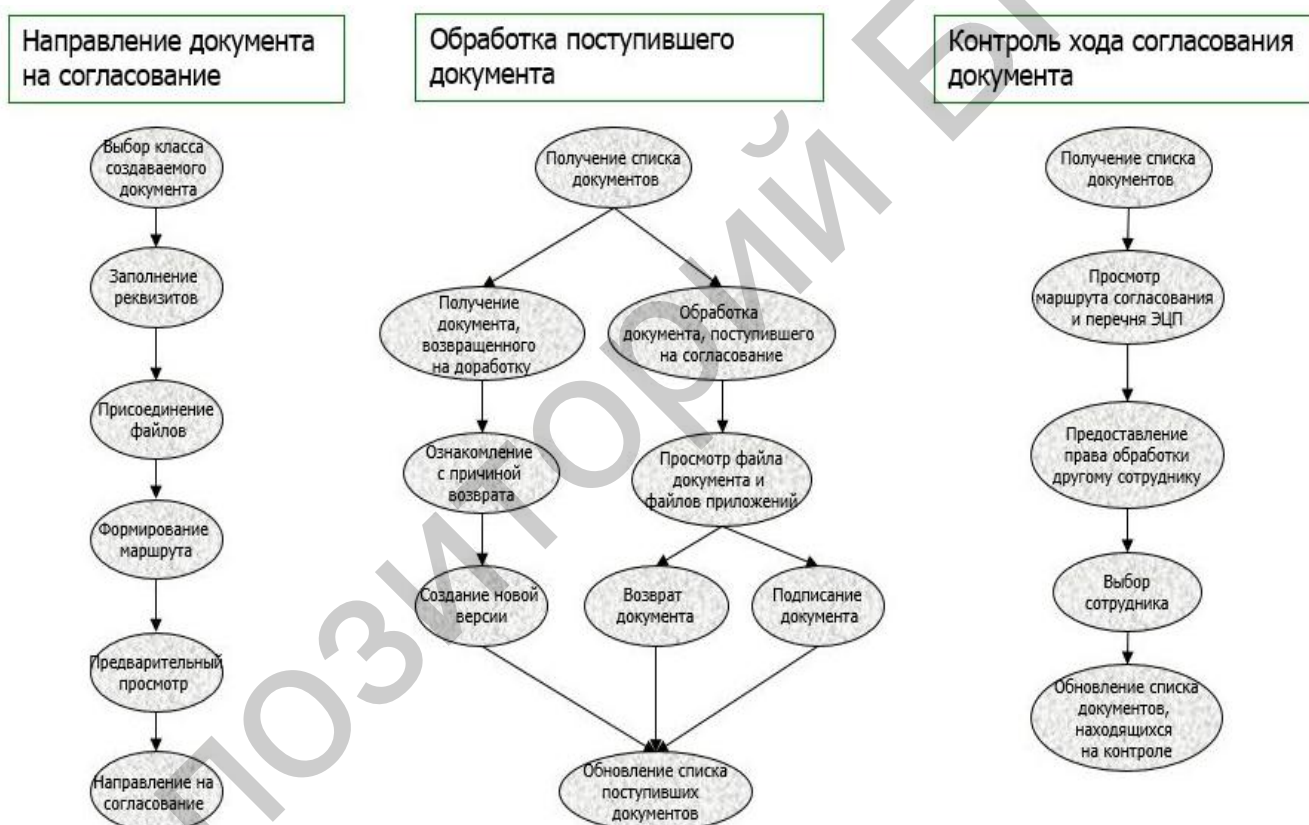 Направление документа
на согласование
Выбор класса
создаваемого
документа
Заполнение
реквизитов
Присоединение
файлов
Формирование
маршрута
Предварительный
просмотр
Направление на
согласование
Обработка поступившего
документа
Получение списка
документов
Получение
документа,
возвращенного
на доработку
Обработка
документа, поступившего
на согласование
Ознакомление
с причиной
возврата
Просмотр файла
документа и
файлов приложений
Создание новой
версии
Возврат
документа
Подписание
документа
Обновление списка
поступивших
документов
Контроль хода согласования
документа
Получение списка
документов
Просмотр
маршрута согласования
и перечня ЭЦП
Предоставление
права обработки
другому сотруднику
Выбор
сотрудника
Обновление списка
документов,
находящихся
на контроле